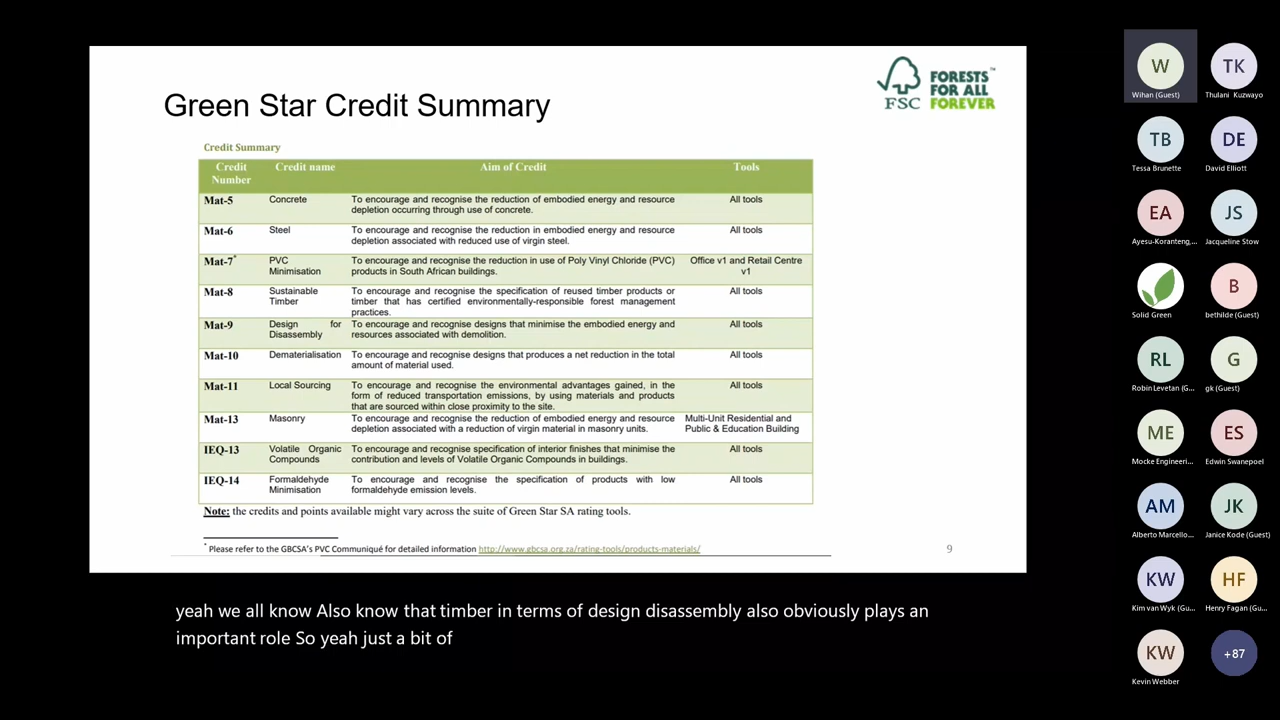 Green Star Credit Summary
FSC
FORESTS
FOR ALL
FOREVER™
Credit Summary
Credit Number
Credit name
Aim of Credit
Tools
Mat-5
Concrete
To encourage and recognise the reduction of embodied energy and resource
depletion occurring through use of concrete.
All tools
Mat-6
Steel
To encourage and recognise the reduction in embodied energy and resource
depletion associated with reduced use of virgin steel.
All tools
Mat-7*
PVC
Minimisation
To encourage and recognise the reduction in use of Poly Vinyl Chloride (PVC)
products in South African buildings.
Office v1 and Retail Centre
v1
Mat-8
Sustainable
Timber
To encourage and recognise the specification of reused timber products or
timber that has certified environmentally-responsible forest management
practices.
All tools
Mat-9
Design for
Disassembly
To encourage and recognise designs that minimise the embodied energy and
resources associated with demolition.
All tools
Mat-10
Dematerialisation
To encourage and recognise designs that produces a net reduction in the total
amount of material used.
All tools
Mat-11
Local Sourcing
To encourage and recognise the environmental advantages gained, in the
form of reduced transportation emissions, by using materials and products
that are sourced within close proximity to the site.
All tools
Mat-13
Masonry
To encourage and recognise the reduction of embodied energy and resource
depletion associated with a reduction of virgin material in masonry units.
Multi-Unit Residential and
Public & Education Building
IEQ-13
Volatile Organic
Compounds
To encourage and recognise specification of interior finishes that minimise the
contribution and levels of Volatile Organic Compounds in buildings.
All tools
IEQ-14
Formaldehyde
Minimisation
To encourage and recognise the specification of products with low
formaldehyde emission levels.
All tools
Note: the credits and points available might vary across the suite of Green Star SA rating tools.
* Please refer to the GBCSA's PVC Communiqué for detailed information http://www.gbcsa.org.za/rating-tools/products-materials/
9
yeah we all know Also know that timber in terms of design disassembly also obviously plays an
important role So yeah just a bit of
W
Wihan (Guest)
TK
Thulani Kuzwayo
TB
Tessa Brunette
DE
David Elliott
EA
Ayesu-Koranteng,...
JS
Jacqueline Stow
Solid Green
B
bethilde (Guest)
RL
Robin Levetan (G...
G
gk (Guest)
ME
Mocke Engineeri...
ES
Edwin Swanepoel
AM
Alberto Marcello...
JK
Janice Kode (Guest)
KW
Kim van Wyk (Gu...
HF
Henry Fagan (Gu...
KW
Kevin Webber
+87